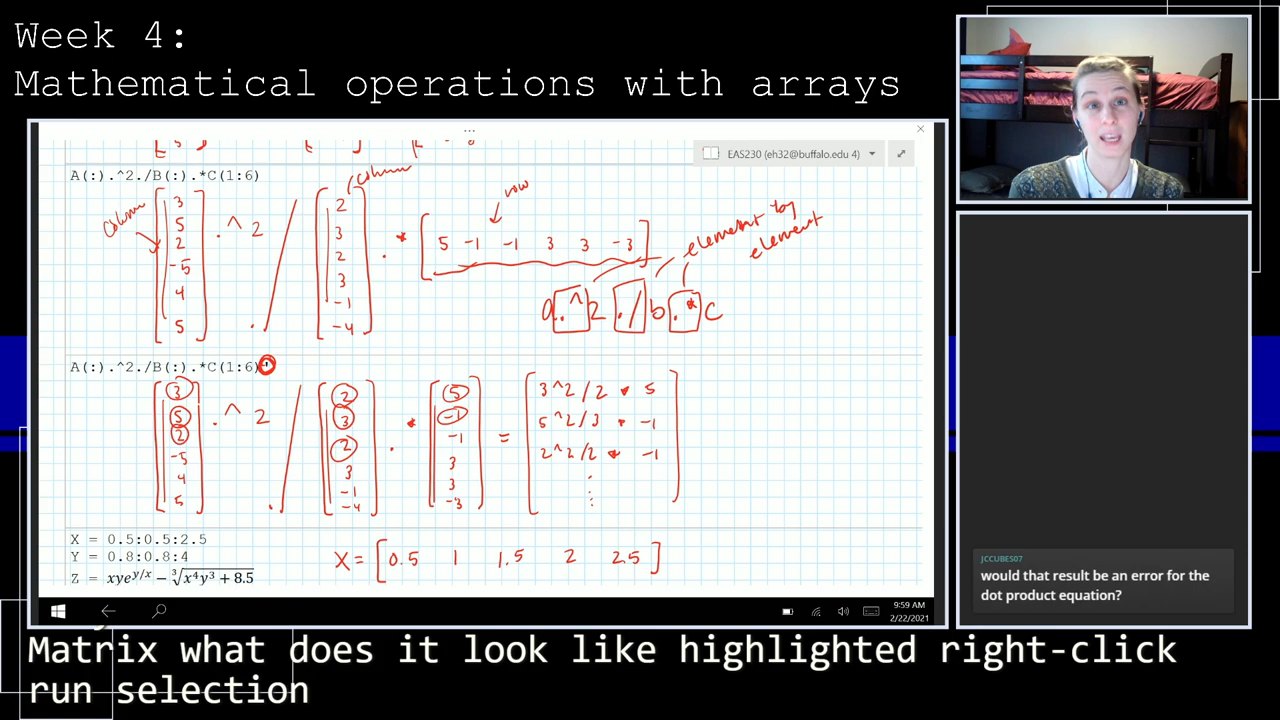 Week 4:
Mathematical operations with arrays
EAS230 (eh32@buffalo.edu 4)
A(:).^2./B(:).*C(1:6)
column
column
row
3
5
2
-5
4
5
.^2
./
2
3
2
3
-1
-4
.*
5 -1 -1 3 3 -3
element by
element
a.^2./b.*c
A(:).^2./B(:).*C(1:6)'
3
5
2
-5
4
5
.^2
./
2
3
2
3
-1
-4
.*
5
-1
-1
3
3
-3
=
3^2/2 * 5
5^2/3 * -1
2^2/2 * -1
X = 0.5:0.5:2.5
Y = 0.8:0.8:4
Z = xye^{y/x} − ∛(x⁴y³ + 8.5)
X = [0.5 1 1.5 2 2.5]
9:59 AM
2/22/2021
JCCUBES07
would that result be an error for the
dot product equation?
Matrix what does it look like highlighted right-click
run selection